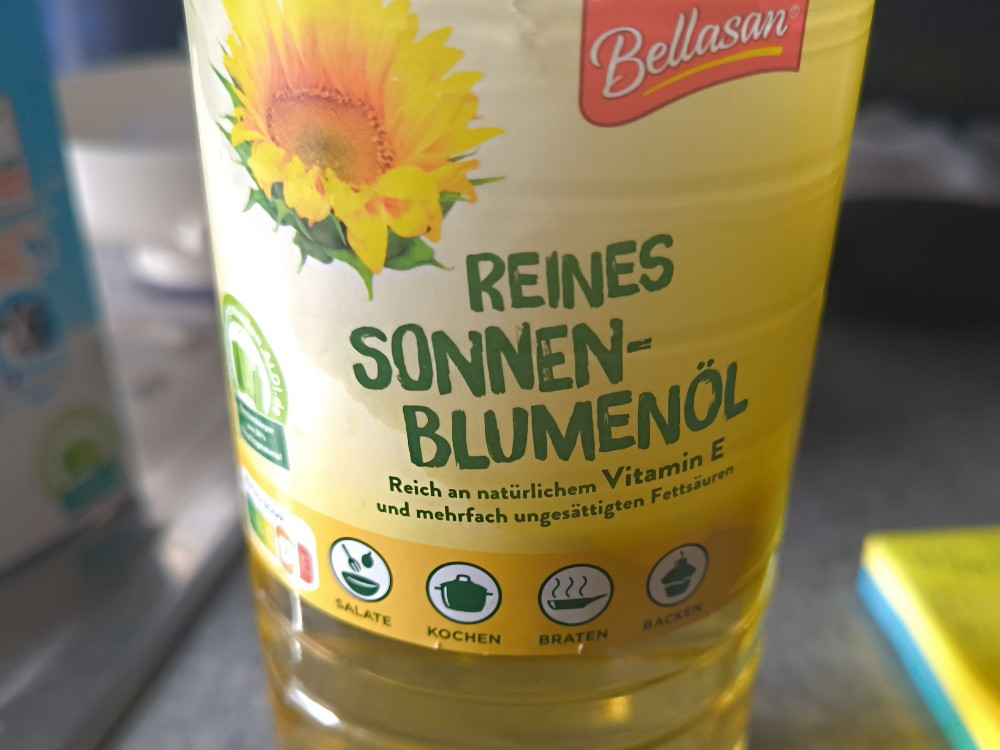 Bellasan
REINES
SONNEN-
BLUMENÖL
Reich an natürlichem Vitamin E
und mehrfach ungesättigten Fettsäuren
SALATE
KOCHEN
BRATEN
BACKEN